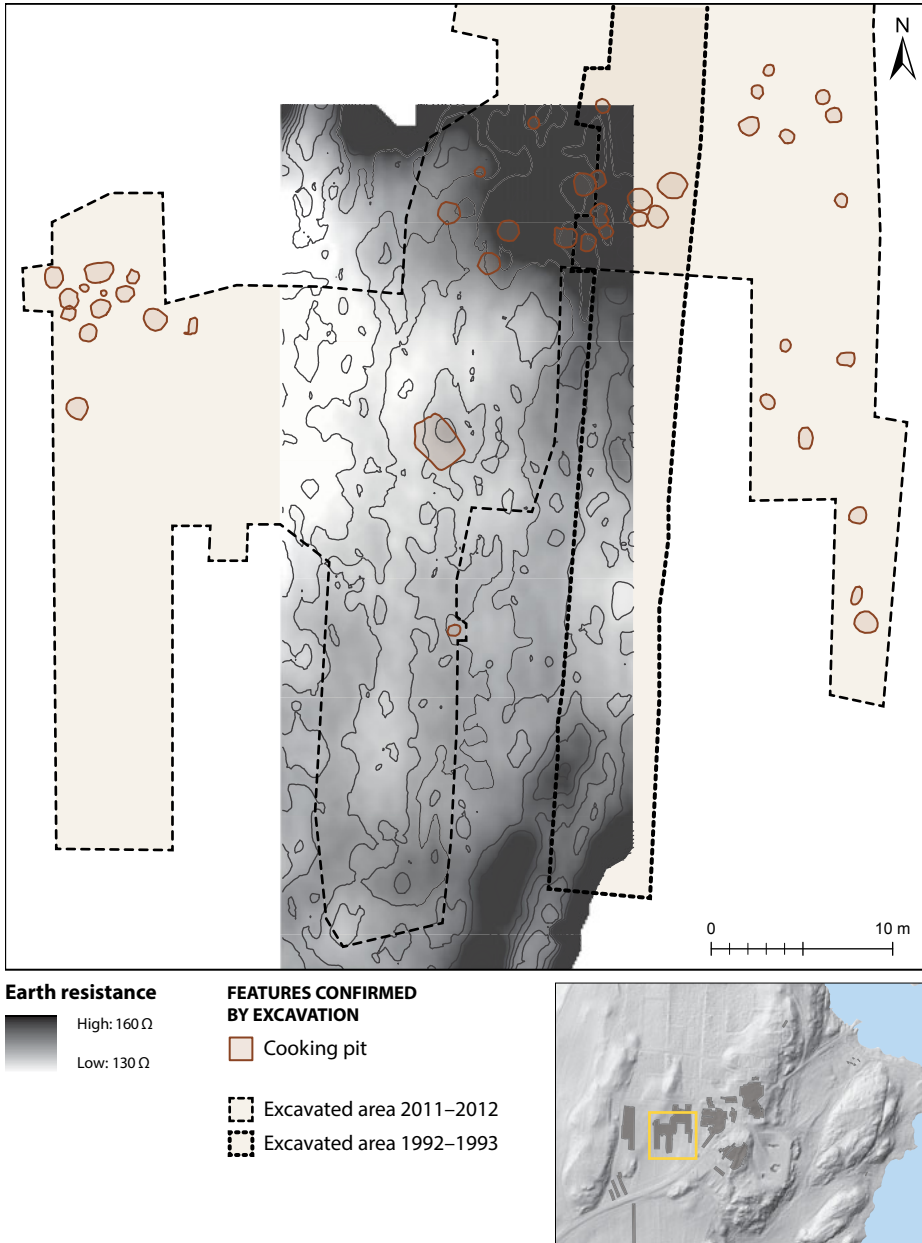 N
0 10 m
Earth resistance
High: 160 Ω
Low: 130 Ω
FEATURES CONFIRMED
BY EXCAVATION
Cooking pit
Excavated area 2011–2012
Excavated area 1992–1993